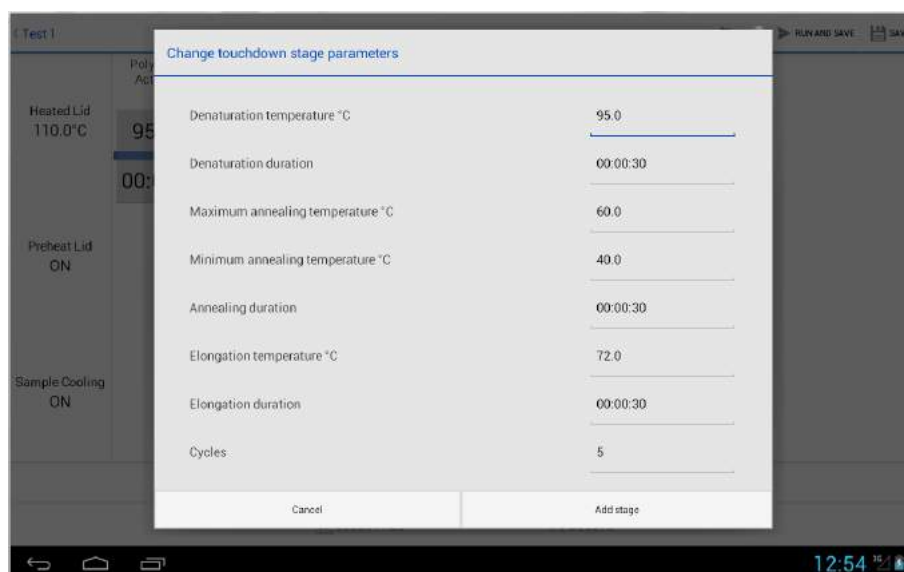 Test 1
RUN AND SAVE
Change touchdown stage parameters
Heated Lid
110.0°C
95
00:
Preheat Lid
ON
Sample Cooling
ON
Denaturation temperature °C 95.0
Denaturation duration 00:00:30
Maximum annealing temperature °C 60.0
Minimum annealing temperature °C 40.0
Annealing duration 00:00:30
Elongation temperature °C 72.0
Elongation duration 00:00:30
Cycles 5
Cancel Add stage
12:54